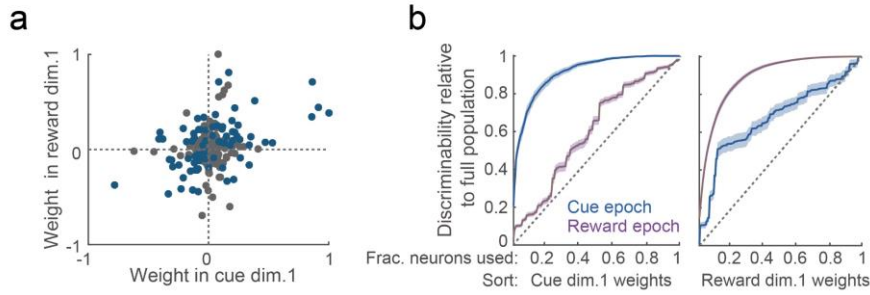 a
b
1
0
-1
Weight in reward dim.1
-1
0
1
Weight in cue dim.1
Discriminability relative
to full population
1
0.8
0.6
0.4
0.2
0
Cue epoch
Reward epoch
Frac. neurons used:
0.2 0.4 0.6 0.8 1
0.2 0.4 0.6 0.8 1
Sort: Cue dim.1 weights
Reward dim.1 weights